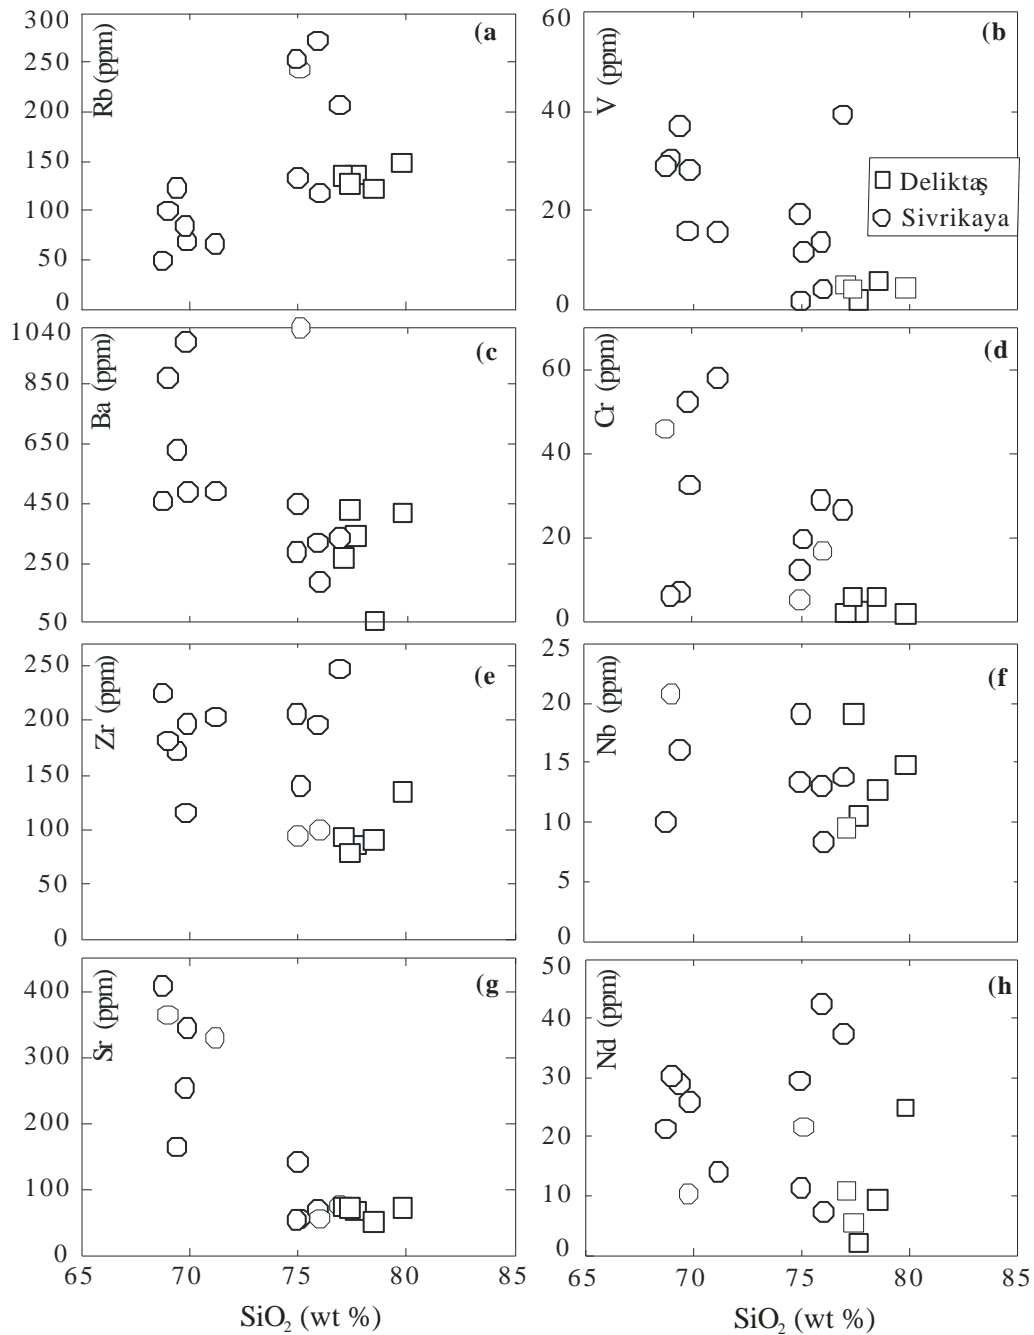 (a
Rb (ppm)
300
250
200
150
100
50
0
(b
V (ppm)
60
40
20
0
Deliktaş
Sivrikaya
(c
Ba (ppm)
1040
850
650
450
250
50
(d
Cr (ppm)
60
40
20
0
(e
Zr (ppm)
250
200
150
100
50
0
(f
Nb (ppm)
25
20
15
10
5
0
(g
Sr (ppm)
400
300
200
100
0
65 70 75 80 85
SiO2 (wt %)
(h
Nd (ppm)
50
40
30
20
10
0
65 70 75 80 85
SiO2 (wt %)